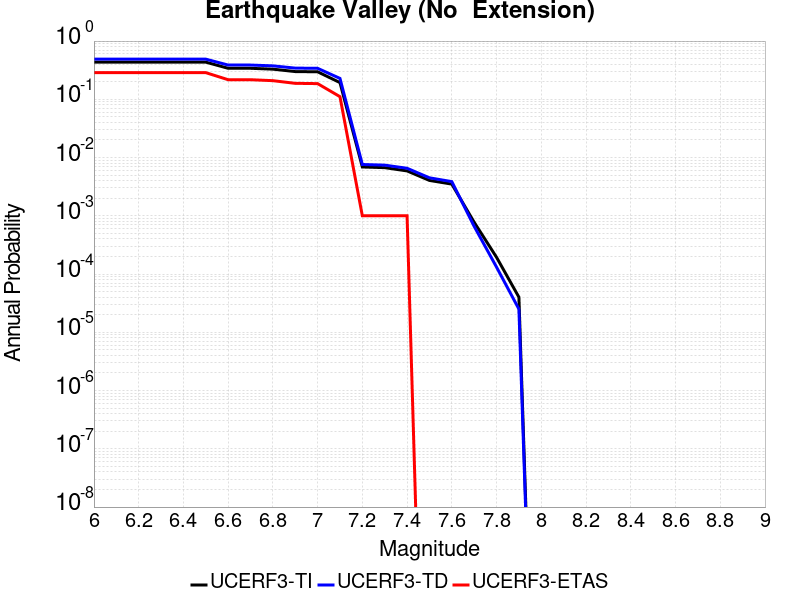 Earthquake Valley (No  Extension)
10^0
10^-1
10^-2
10^-3
10^-4
10^-5
10^-6
10^-7
10^-8
Annual Probability
6 6.2 6.4 6.6 6.8 7 7.2 7.4 7.6 7.8 8 8.2 8.4 8.6 8.8 9
Magnitude
UCERF3-TI UCERF3-TD UCERF3-ETAS